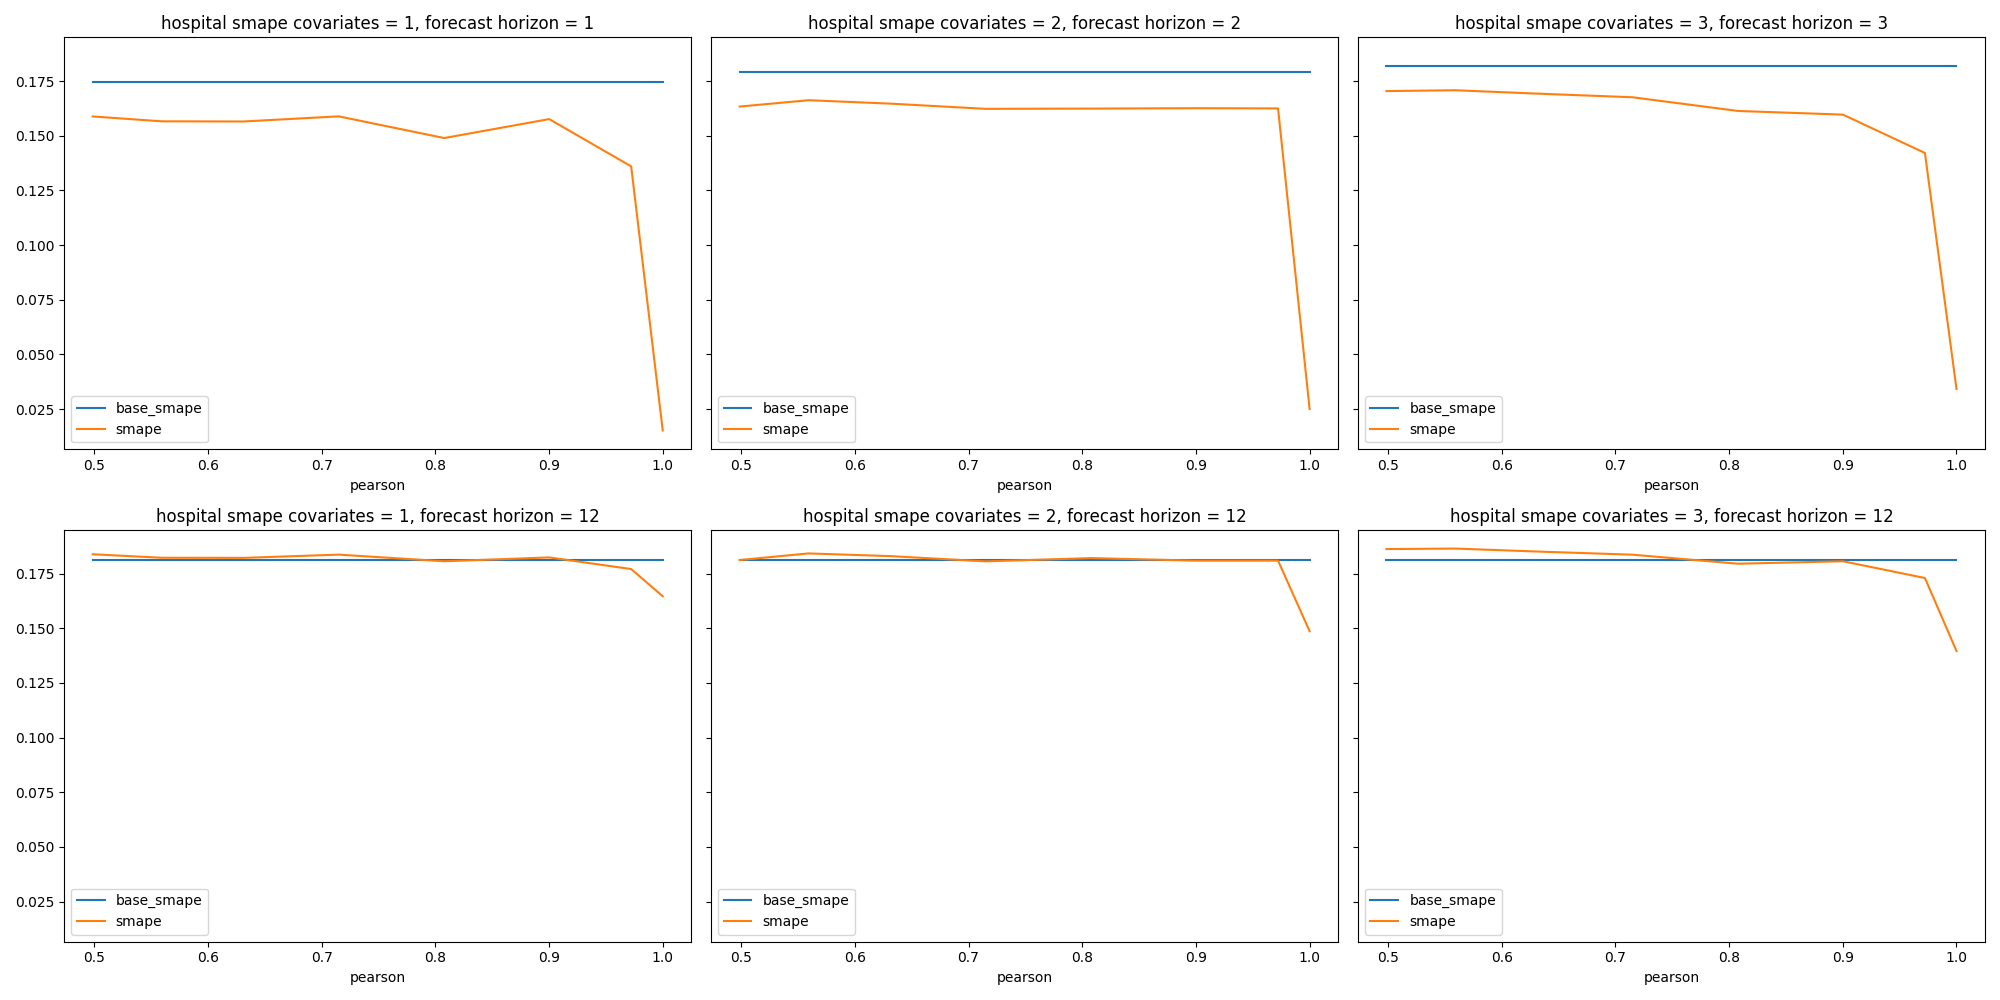 hospital smape covariates = 1, forecast horizon = 1
0.175
0.150
0.125
0.100
0.075
0.050
0.025
base_smape
smape
0.5 0.6 0.7 0.8 0.9 1.0
pearson
hospital smape covariates = 2, forecast horizon = 2
base_smape
smape
0.5 0.6 0.7 0.8 0.9 1.0
pearson
hospital smape covariates = 3, forecast horizon = 3
base_smape
smape
0.5 0.6 0.7 0.8 0.9 1.0
pearson
hospital smape covariates = 1, forecast horizon = 12
0.175
0.150
0.125
0.100
0.075
0.050
0.025
base_smape
smape
0.5 0.6 0.7 0.8 0.9 1.0
pearson
hospital smape covariates = 2, forecast horizon = 12
base_smape
smape
0.5 0.6 0.7 0.8 0.9 1.0
pearson
hospital smape covariates = 3, forecast horizon = 12
base_smape
smape
0.5 0.6 0.7 0.8 0.9 1.0
pearson